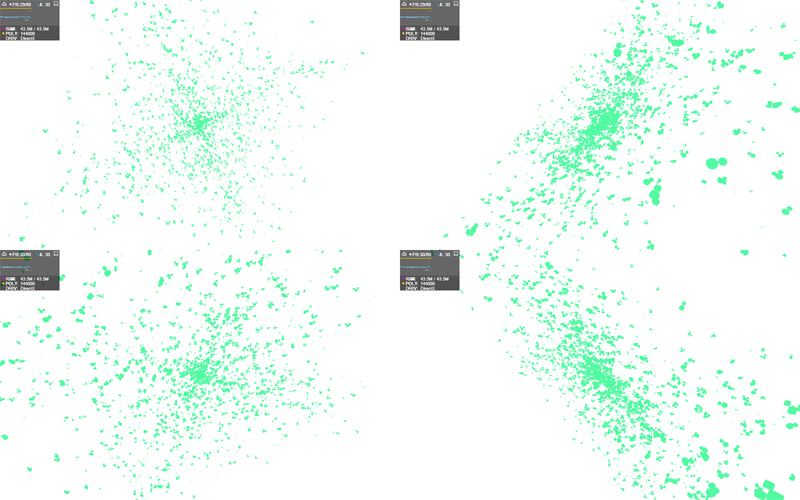 FR: 29/60 A: 30
RAM: 43.5M / 43.5M
POLY: 144000
DRIV: DirectX
FR: 29/60 A: 30
RAM: 43.5M / 43.5M
POLY: 144000
DRIV: DirectX
FR: 30/60 A: 30
RAM: 43.5M / 43.5M
POLY: 144000
DRIV: DirectX
FR: 30/60 A: 30
RAM: 43.5M / 43.5M
POLY: 144000
DRIV: DirectX